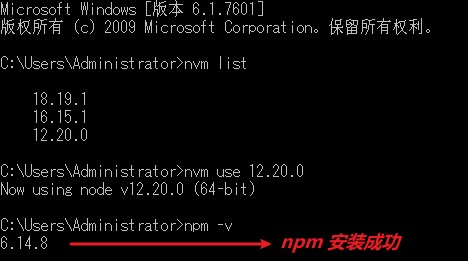 Microsoft Windows [版本 6.1.7601]
版权所有 (c) 2009 Microsoft Corporation。保留所有权利。
C:\Users\Administrator>nvm list
18.19.1
16.15.1
12.20.0
C:\Users\Administrator>nvm use 12.20.0
Now using node v12.20.0 (64-bit)
C:\Users\Administrator>npm -v
6.14.8 npm 安装成功